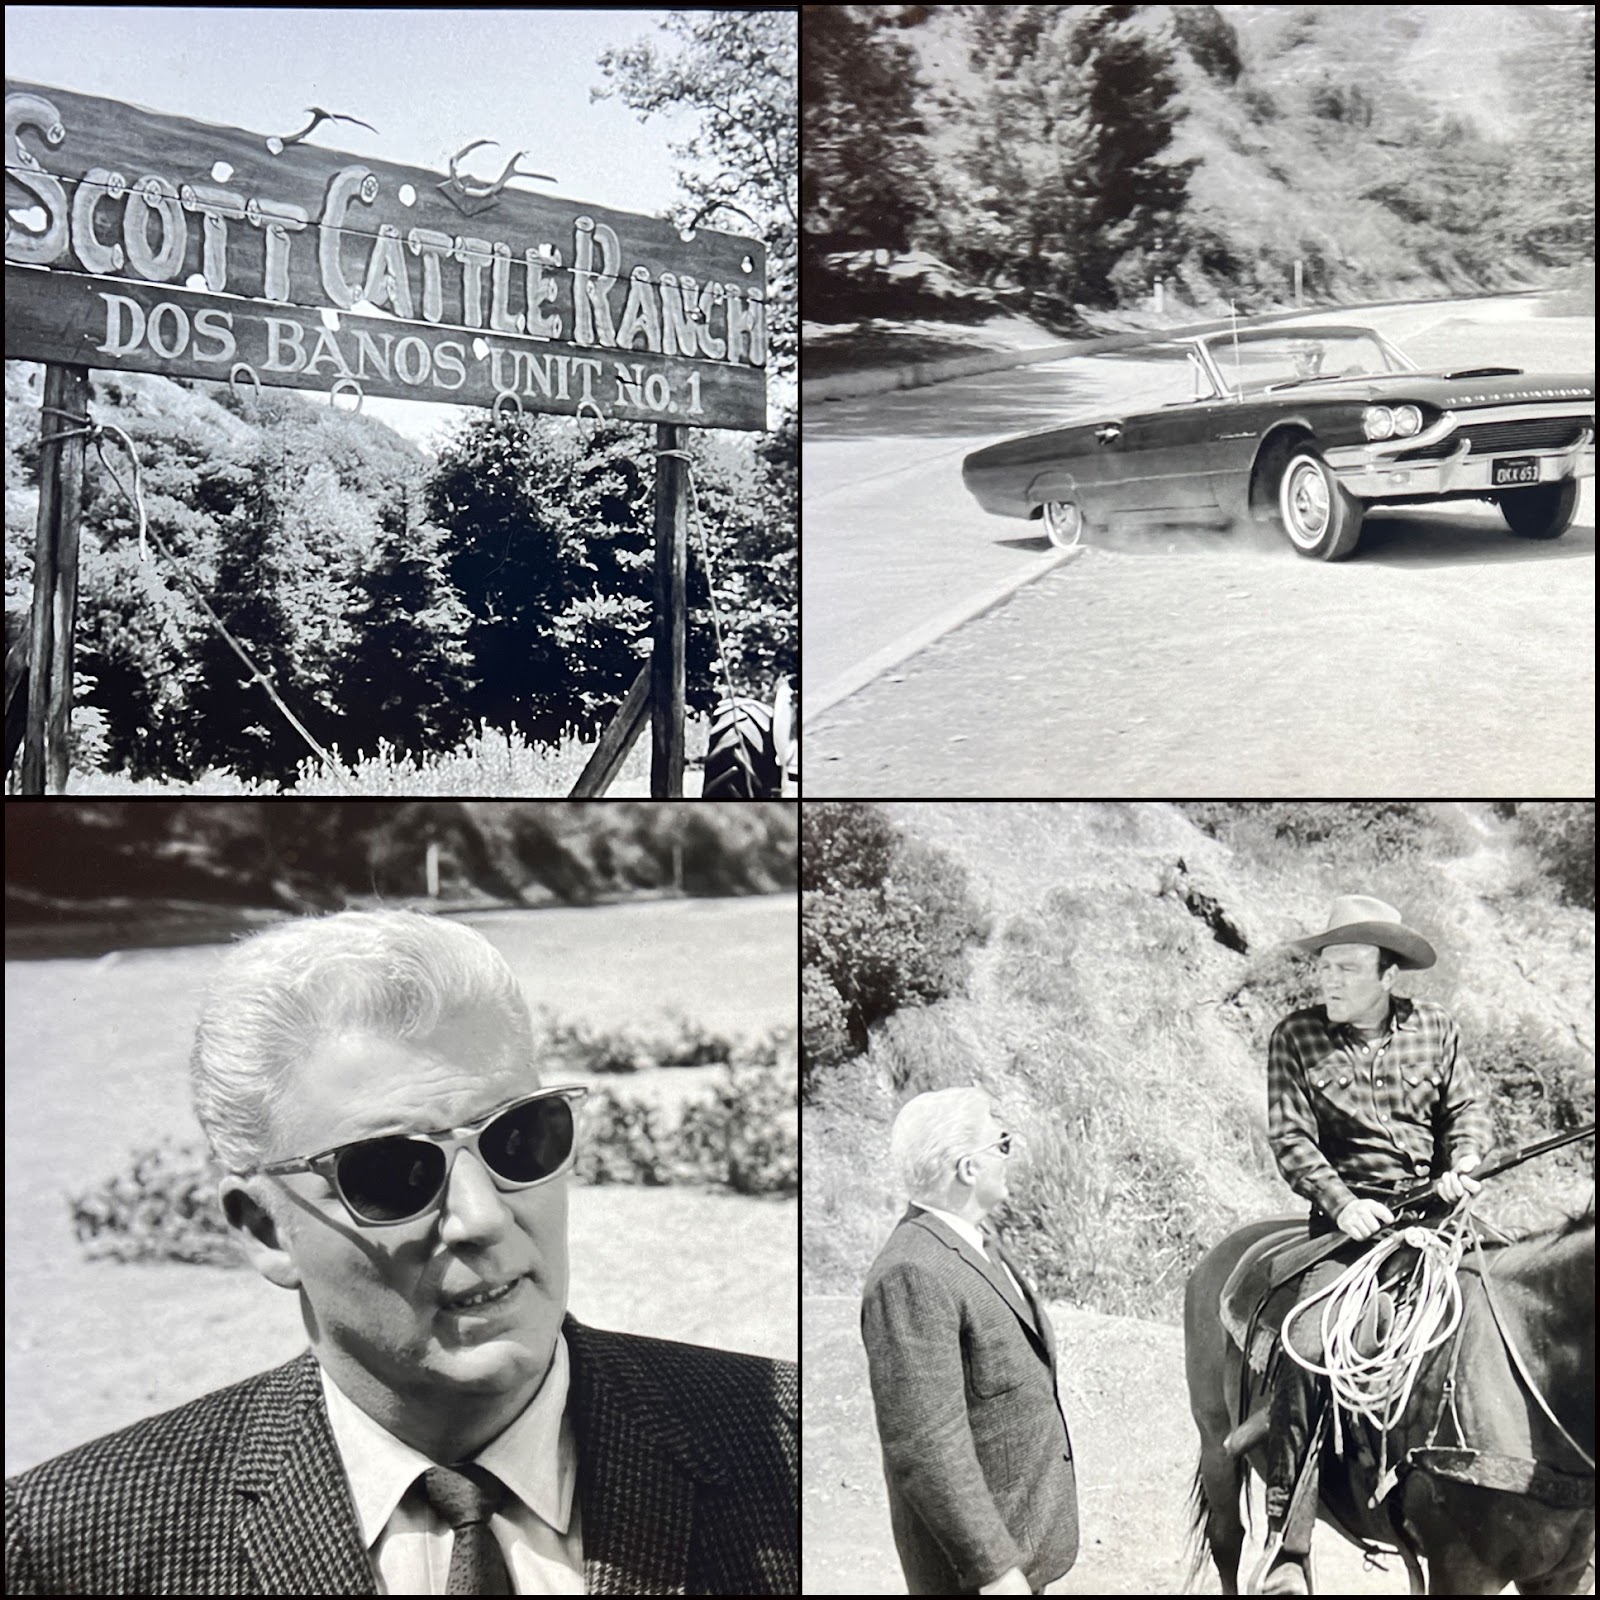 SCOTT CATTLE RANCH
DOS BANOS UNIT No. 1